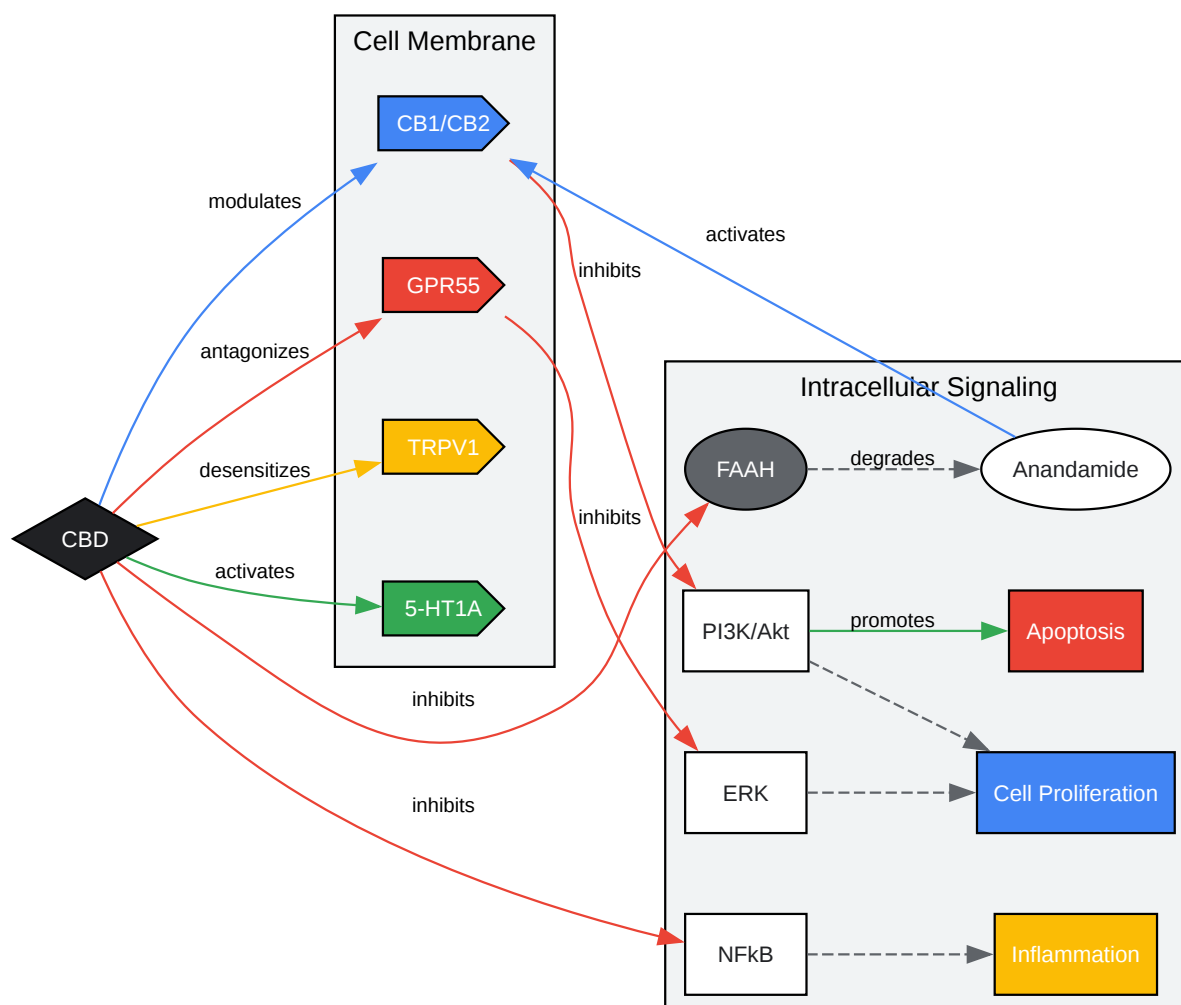 Cell Membrane
CB1/CB2
modulates
activates
GPR55
inhibits
antagonizes
Intracellular Signaling
TRPV1
desensitizes
FAAH
degrades
Anandamide
inhibits
CBD
activates
5-HT1A
PI3K/Akt
promotes
Apoptosis
inhibits
ERK
Cell Proliferation
inhibits
NFkB
Inflammation